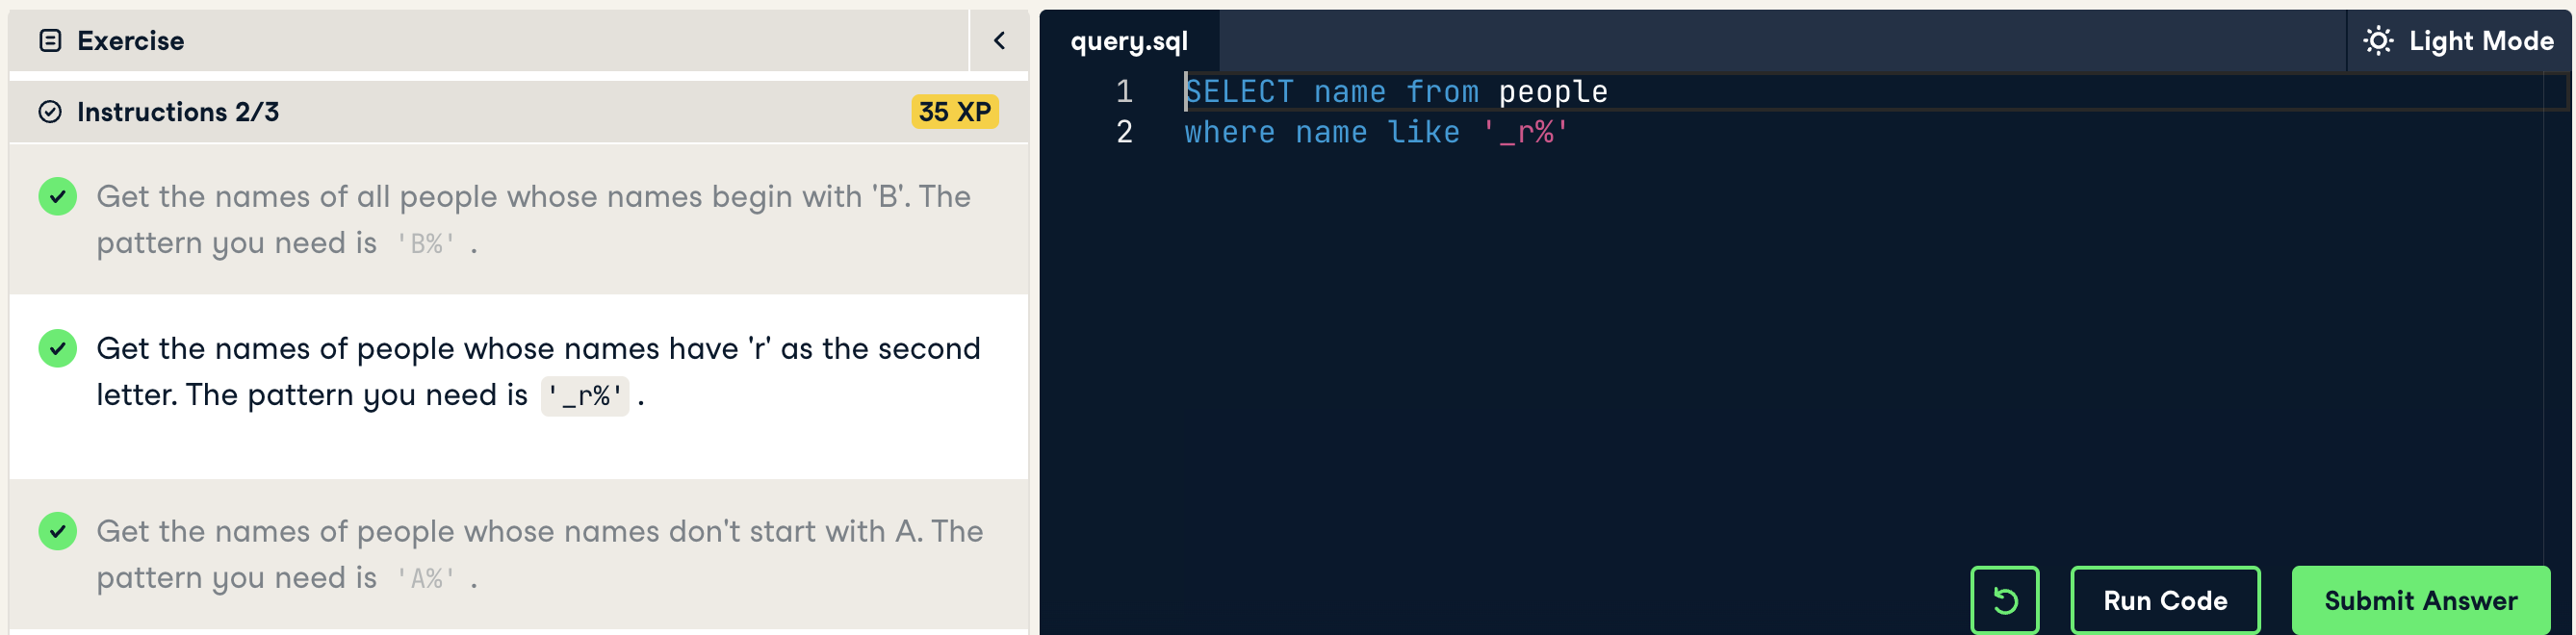 Exercise
Instructions 2/3
35 XP
Get the names of all people whose names begin with 'B'. The
pattern you need is 'B%' .
Get the names of people whose names have 'r' as the second
letter. The pattern you need is '_r%' .
Get the names of people whose names don't start with A. The
pattern you need is 'A%' .
query.sql
Light Mode
1 SELECT name from people
2 where name like '_r%'
Run Code
Submit Answer